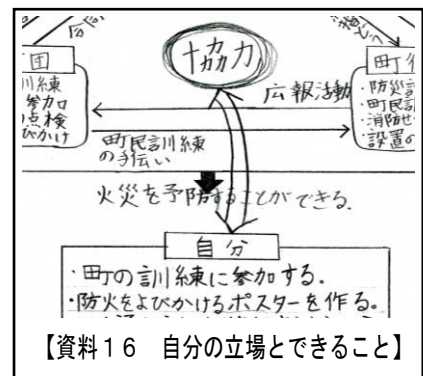 合同
協力
団
訓練
参加
点検
びかけ
広報活動
町民訓練
の手伝い
町役
・防災訓
・町民訓
・消防せ
設置の
火災を予防することができる。
自分
・町の訓練に参加する。
・防火をよびかけるポスターを作る。
【資料16 自分の立場とできること】